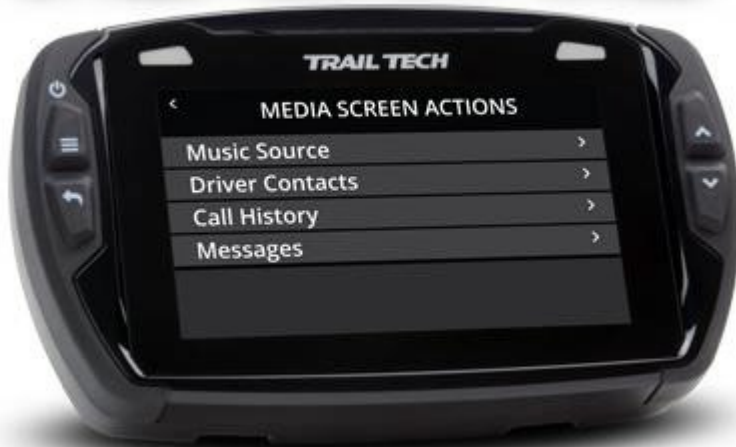 TRAIL TECH
MEDIA SCREEN ACTIONS
Music Source
Driver Contacts
Call History
Messages